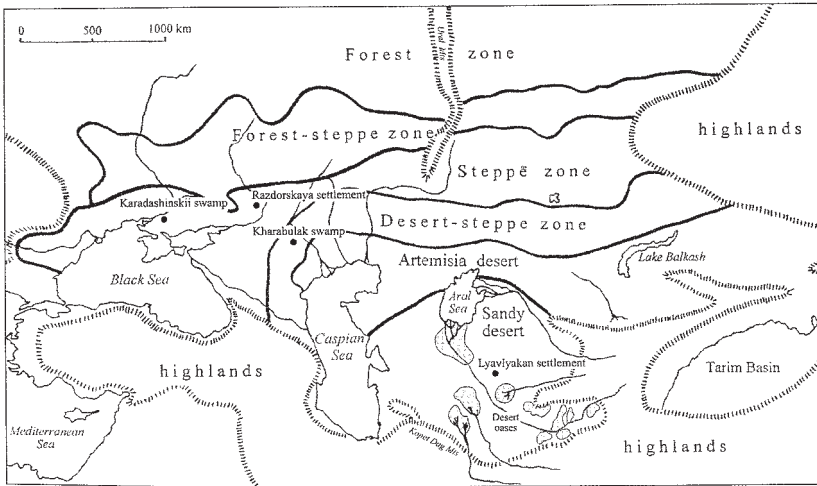 0 500 1000 km
Ural Mts
Forest zone
Forest-steppe zone
highlands
Steppe zone
Karadashinskii swamp
Razdorskaya settlement
Kharabulak swamp
Desert-steppe zone
Artemisia desert
Lake Balkash
Black Sea
Aral
Sea
Sandy
desert
Caspian
Sea
highlands
Lyavlyakan settlement
Tarim Basin
Desert
oases
Mediterranean
Sea
Kopet Dag Mts
highlands